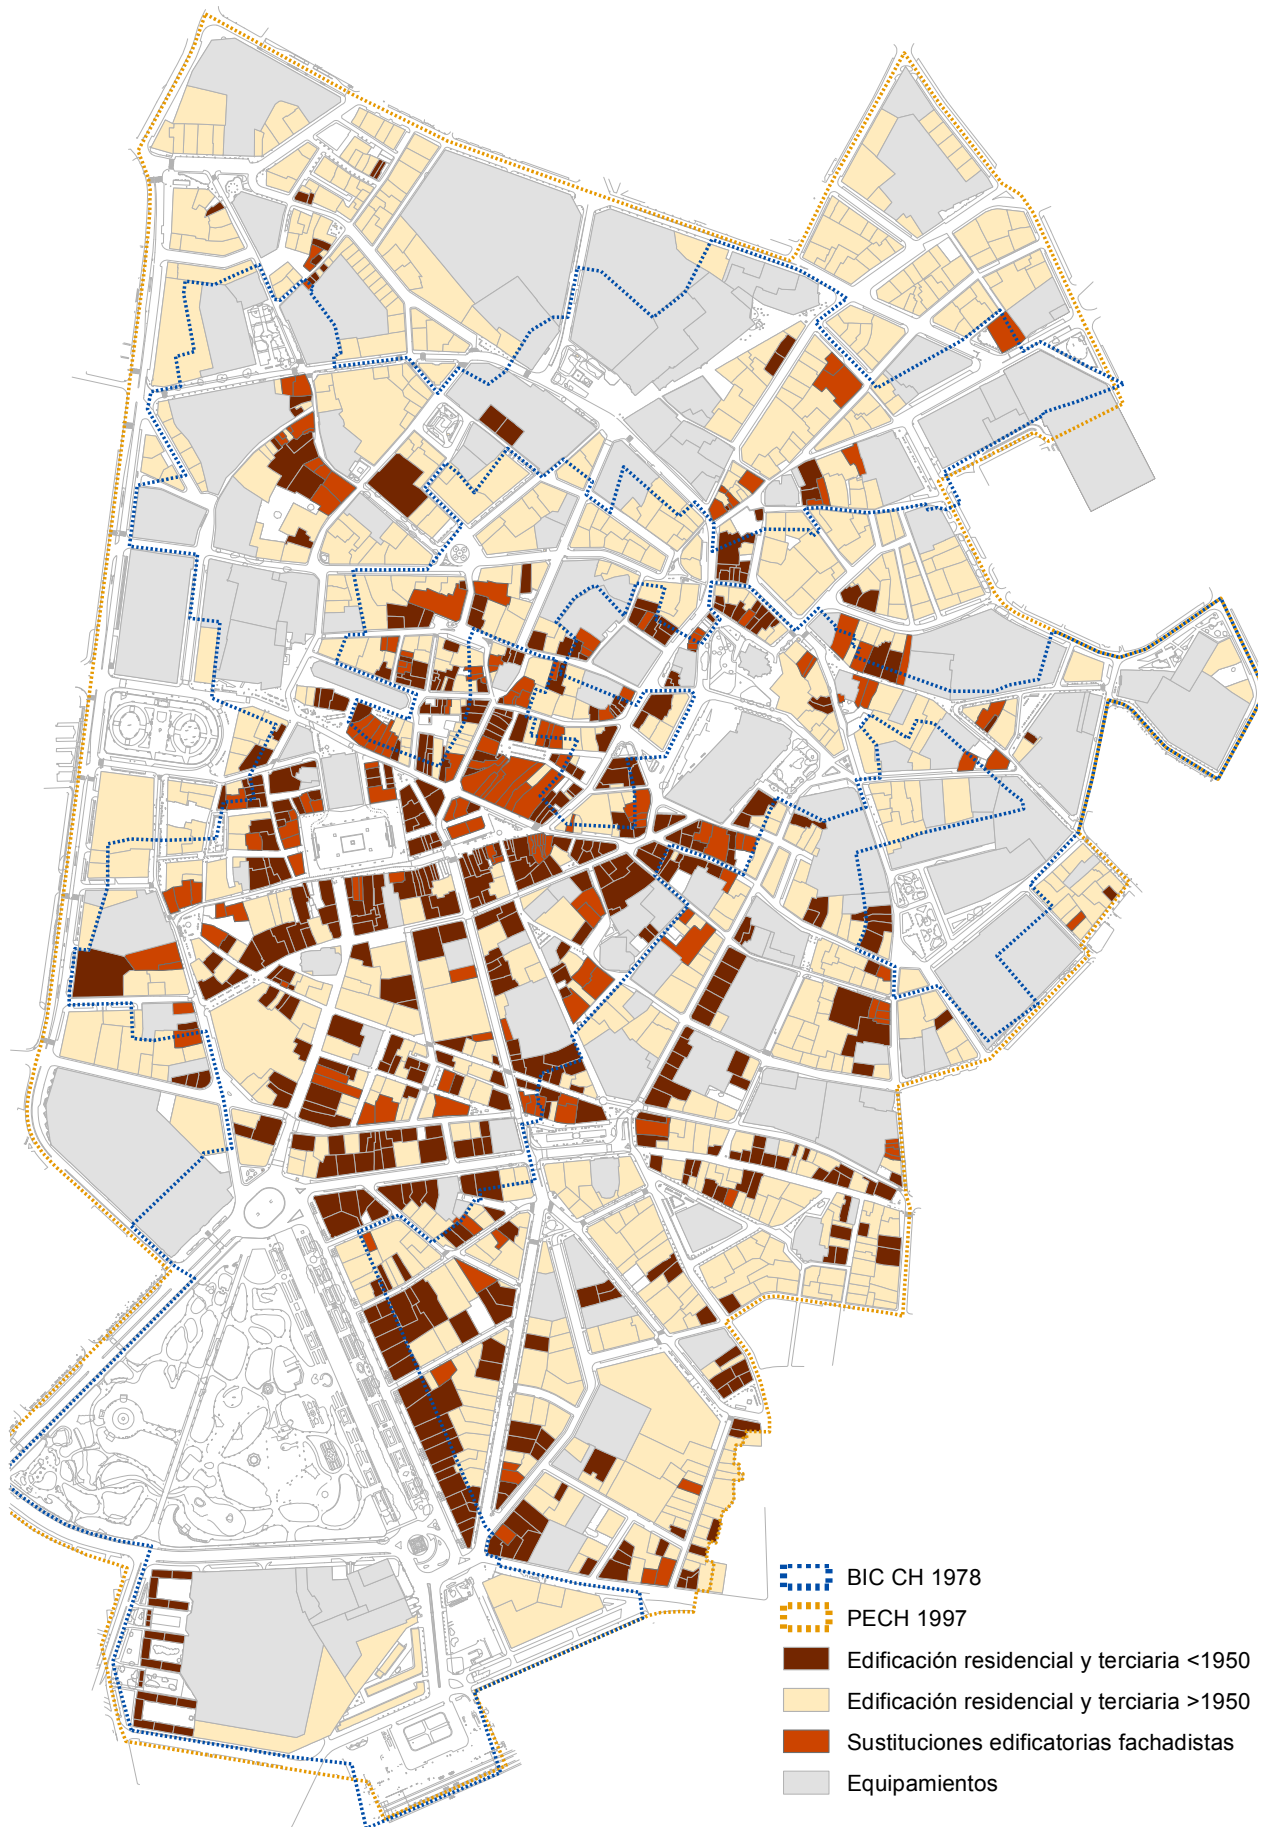 BIC CH 1978
PECH 1997
Edificación residencial y terciaria <1950
Edificación residencial y terciaria >1950
Sustituciones edificatorias fachadistas
Equipamientos